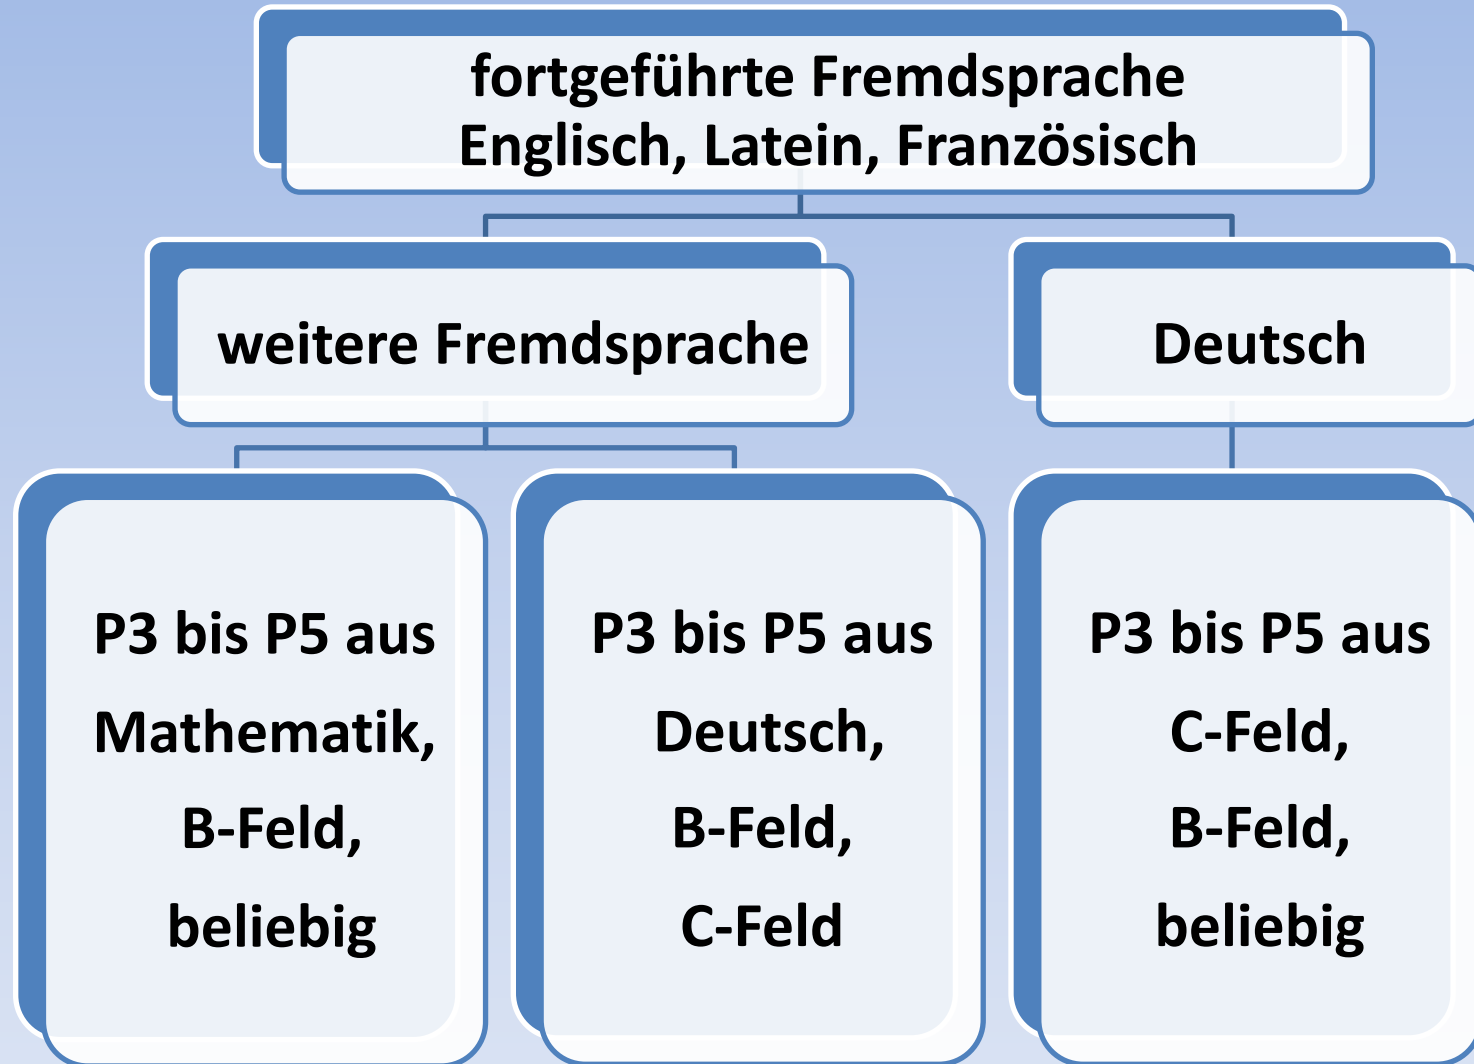 fortgeführte Fremdsprache
Englisch, Latein, Französisch
weitere Fremdsprache
Deutsch
P3 bis P5 aus
Mathematik,
B-Feld,
beliebig
P3 bis P5 aus
Deutsch,
B-Feld,
C-Feld
P3 bis P5 aus
C-Feld,
B-Feld,
beliebig